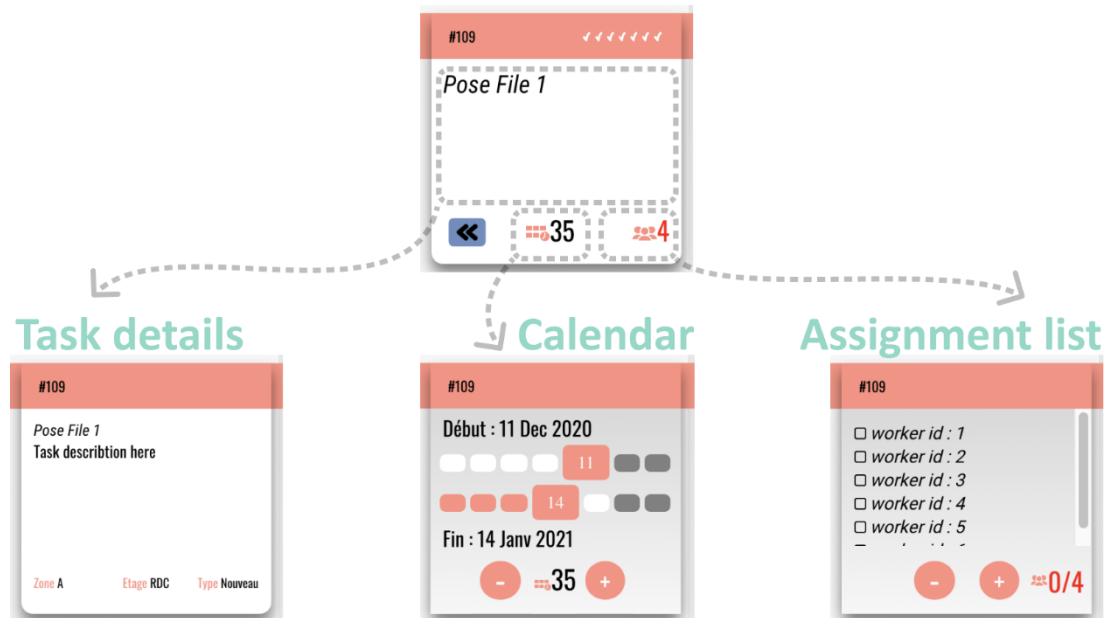 #109
Pose File 1
35
4
Task details
Calendar
Assignment list
#109
Pose File 1
Task describtion here
Zone A Etage RDC Type Nouveau
#109
Début : 11 Dec 2020
11
14
Fin : 14 Janv 2021
- 35 +
#109
worker id : 1
worker id : 2
worker id : 3
worker id : 4
worker id : 5
- + 0/4